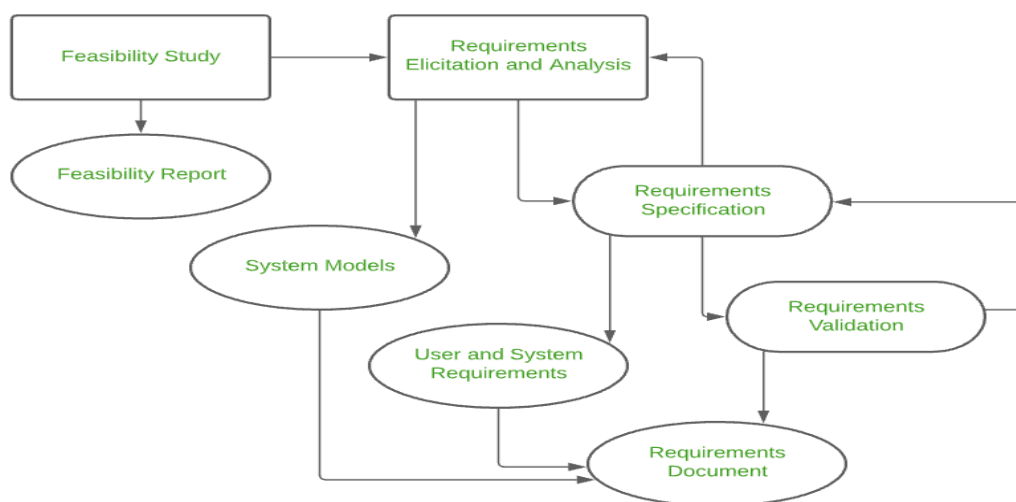 Feasibility Study
Requirements
Elicitation and Analysis
Feasibility Report
Requirements
Specification
System Models
Requirements
Validation
User and System
Requirements
Requirements
Document